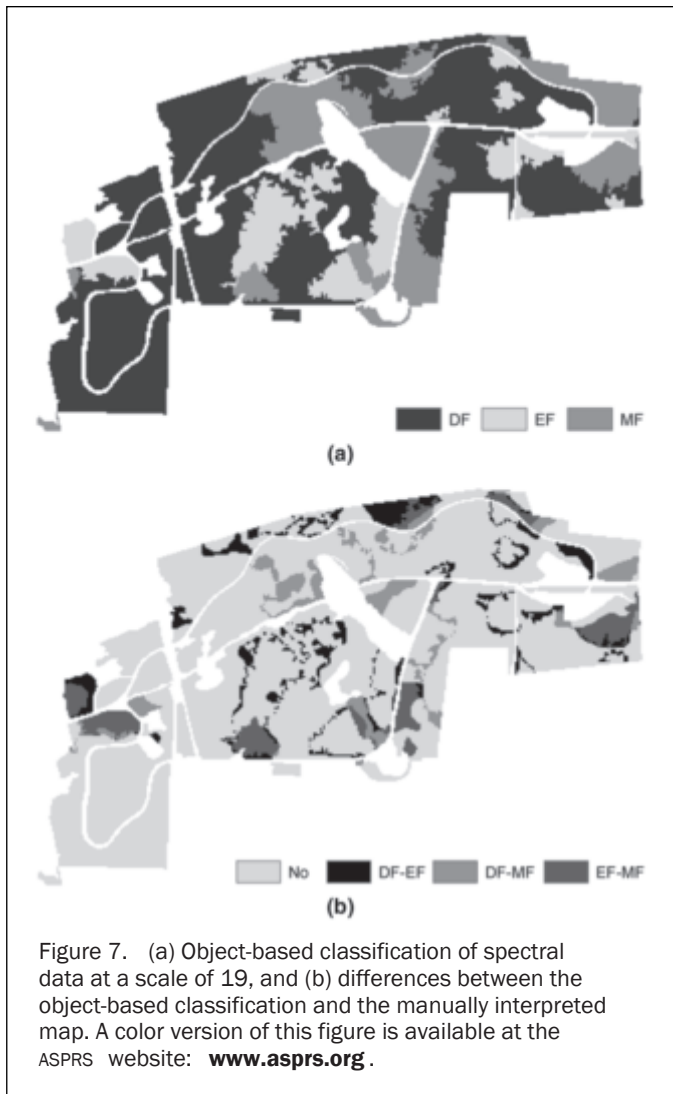 DF EF MF
(a)
No DF-EF DF-MF EF-MF
(b)
Figure 7. (a) Object-based classification of spectral
data at a scale of 19, and (b) differences between the
object-based classification and the manually interpreted
map. A color version of this figure is available at the
ASPRS website: www.asprs.org.